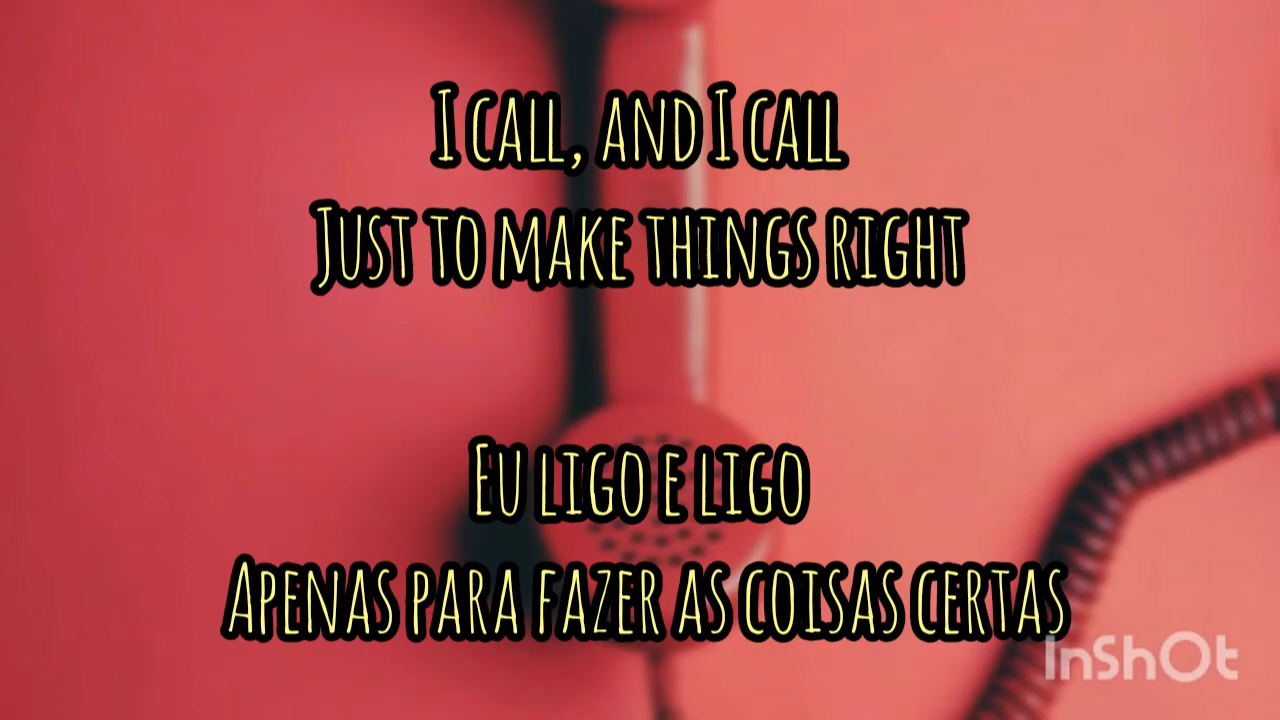 I call, and I call
Just to make things right
Eu ligo e ligo
Apenas para fazer as coisas certas
InShOt